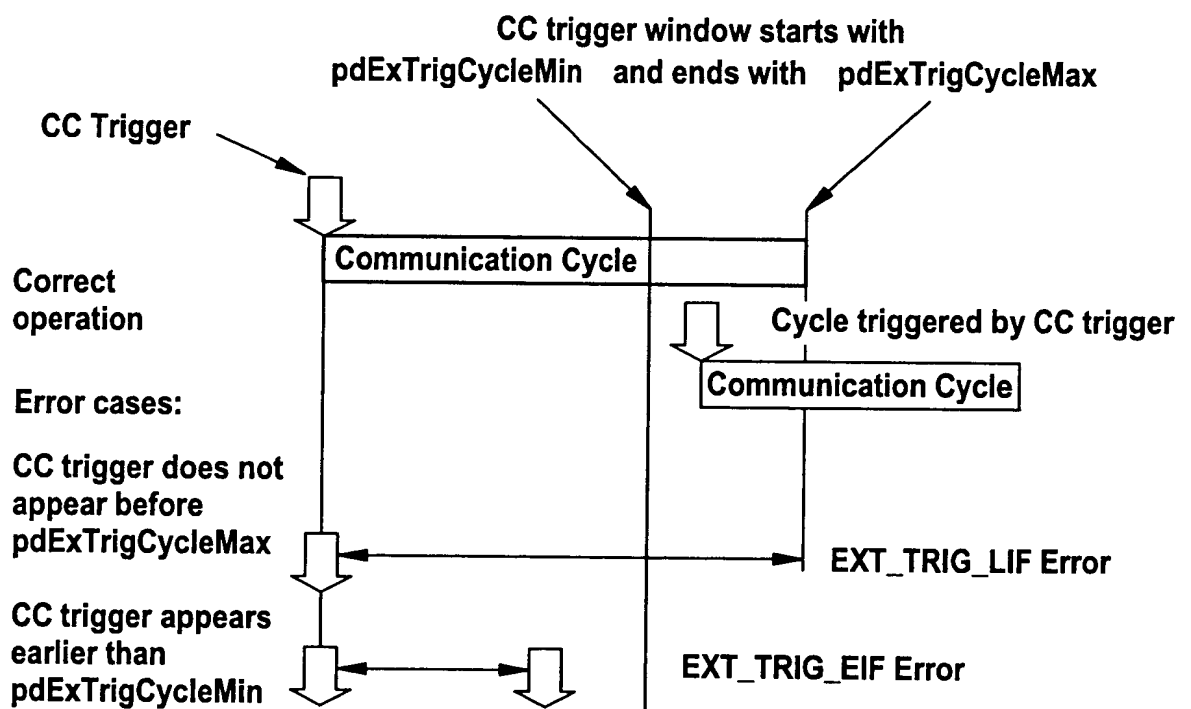 CC trigger window starts with
pdExTrigCycleMin and ends with pdExTrigCycleMax
CC Trigger
Communication Cycle
Correct
operation
Cycle triggered by CC trigger
Communication Cycle
Error cases:
CC trigger does not
appear before
pdExTrigCycleMax
EXT_TRIG_LIF Error
CC trigger appears
earlier than
pdExTrigCycleMin
EXT_TRIG_EIF Error